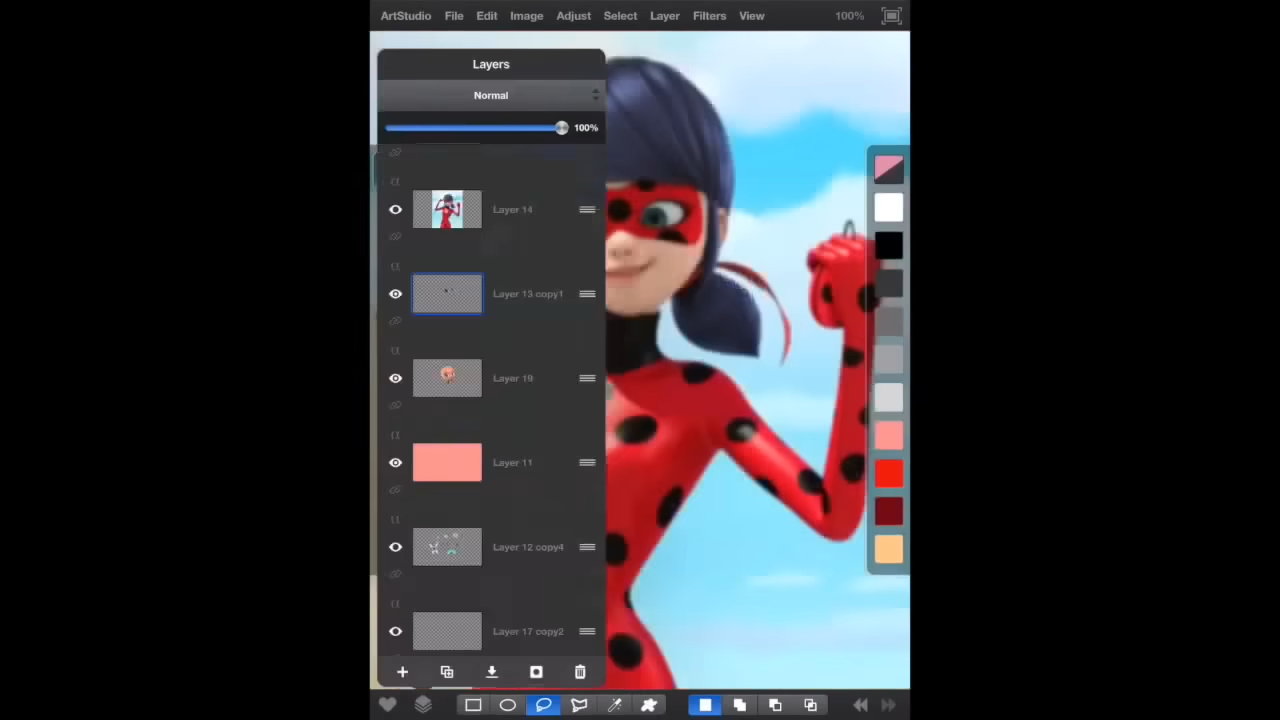 ArtStudio File Edit Image Adjust Select Layer Filters View 100%
Layers
Normal
100%
Layer 14
Layer 13 copy1
Layer 19
Layer 11
Layer 12 copy4
Layer 17 copy2